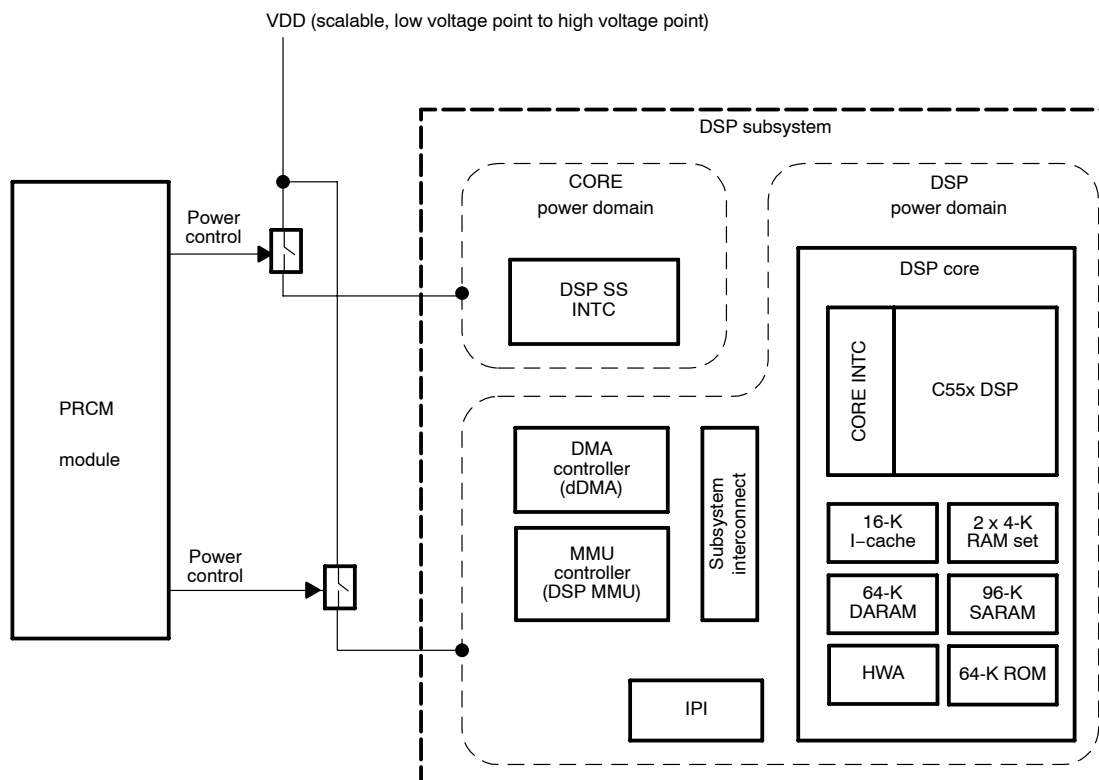 VDD (scalable, low voltage point to high voltage point)
DSP subsystem
CORE
power domain
DSP
power domain
Power
control
DSP core
DSP SS
INTC
CORE INTC
C55x DSP
PRCM
module
DMA
controller
(dDMA)
Subsystem
interconnect
16-K
I−cache
2 x 4-K
RAM set
Power
control
MMU
controller
(DSP MMU)
64-K
DARAM
96-K
SARAM
HWA
64-K ROM
IPI